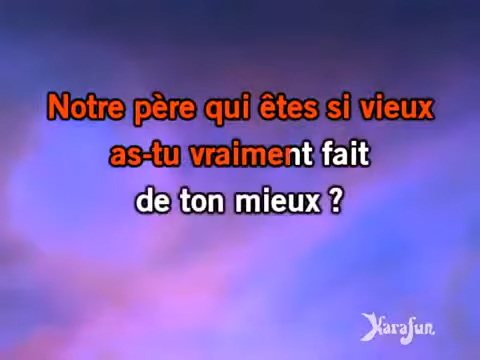 Notre père qui êtes si vieux
as-tu vraiment fait
de ton mieux ?
KaraFun